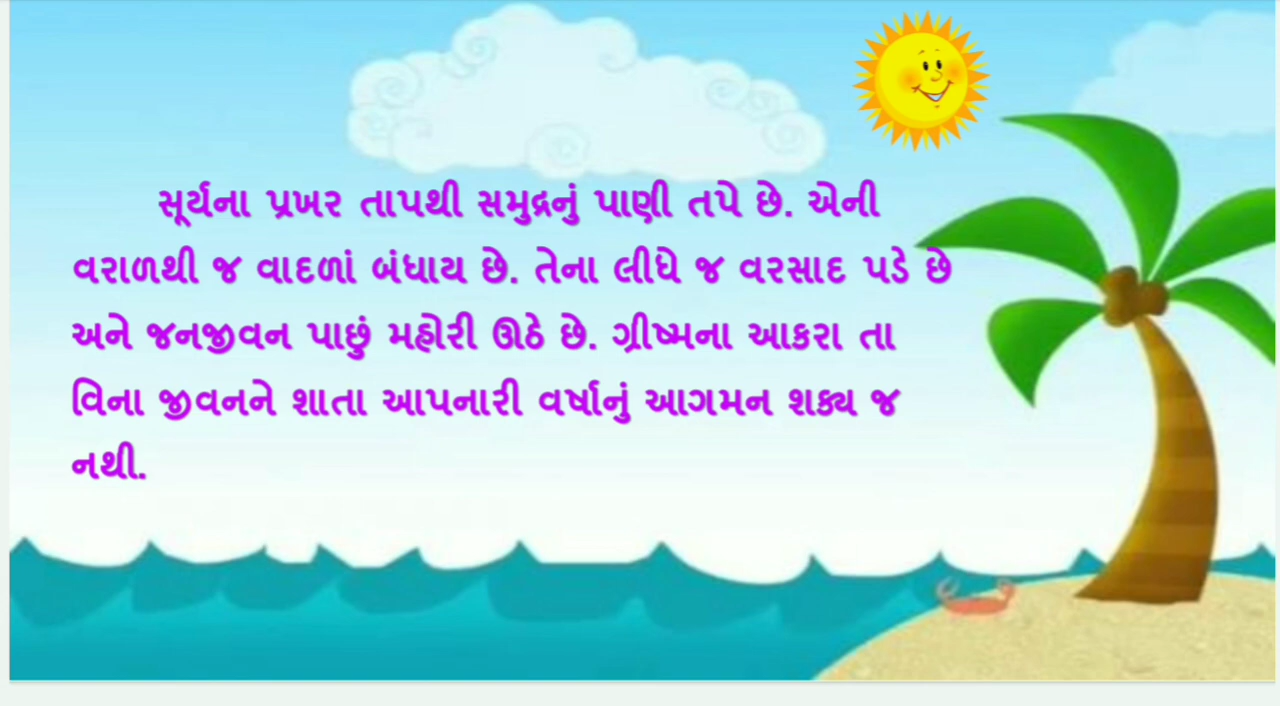 સૂર્યના પ્રખર તાપથી સમુદ્રનું પાણી તપે છે. એની
વરાળથી જ વાદળાં બંધાય છે. તેના લીધે જ વરસાદ પડે છે
અને જનજીવન પાછું મહોરી ઊઠે છે. ગ્રીષ્મના આકરા તા
વિના જીવનને શાતા આપનારી વર્ષાનું આગમન શક્ય જ
નથી.